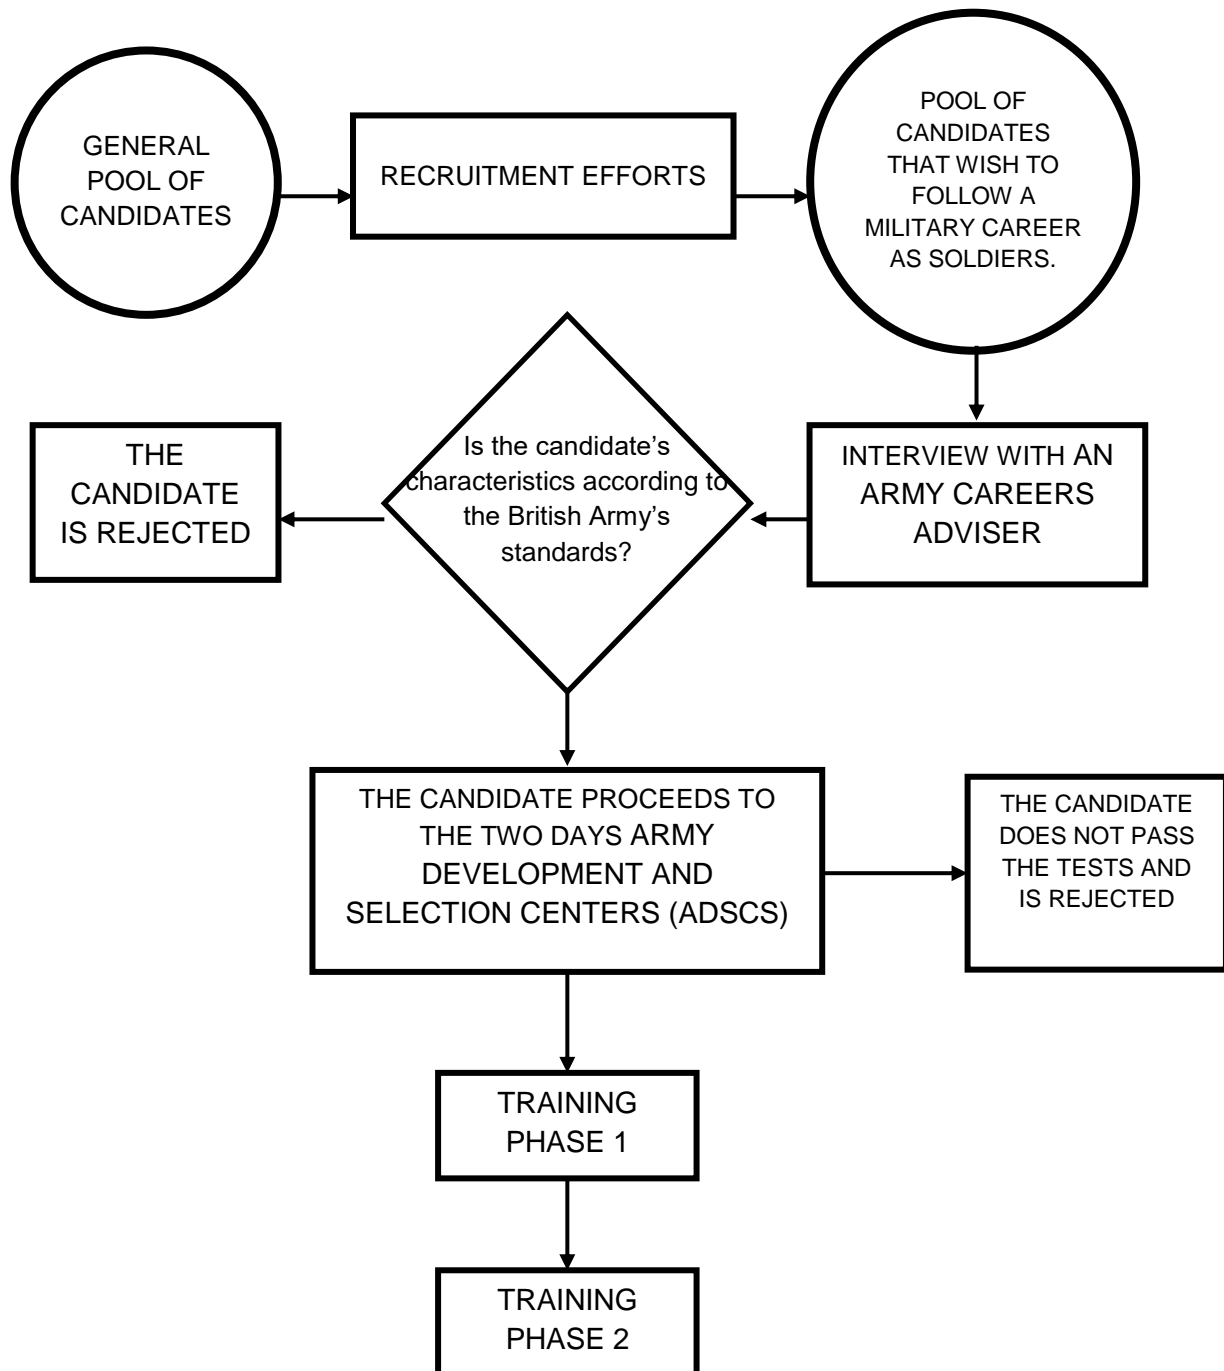 GENERAL
POOL OF
CANDIDATES
RECRUITMENT EFFORTS
POOL OF
CANDIDATES
THAT WISH TO
FOLLOW A
MILITARY CAREER
AS SOLDIERS.
INTERVIEW WITH AN
ARMY CAREERS
ADVISER
Is the candidate’s
characteristics according to
the British Army’s
standards?
THE
CANDIDATE
IS REJECTED
THE CANDIDATE PROCEEDS TO
THE TWO DAYS ARMY
DEVELOPMENT AND
SELECTION CENTERS (ADSCS)
THE CANDIDATE
DOES NOT PASS
THE TESTS AND
IS REJECTED
TRAINING
PHASE 1
TRAINING
PHASE 2